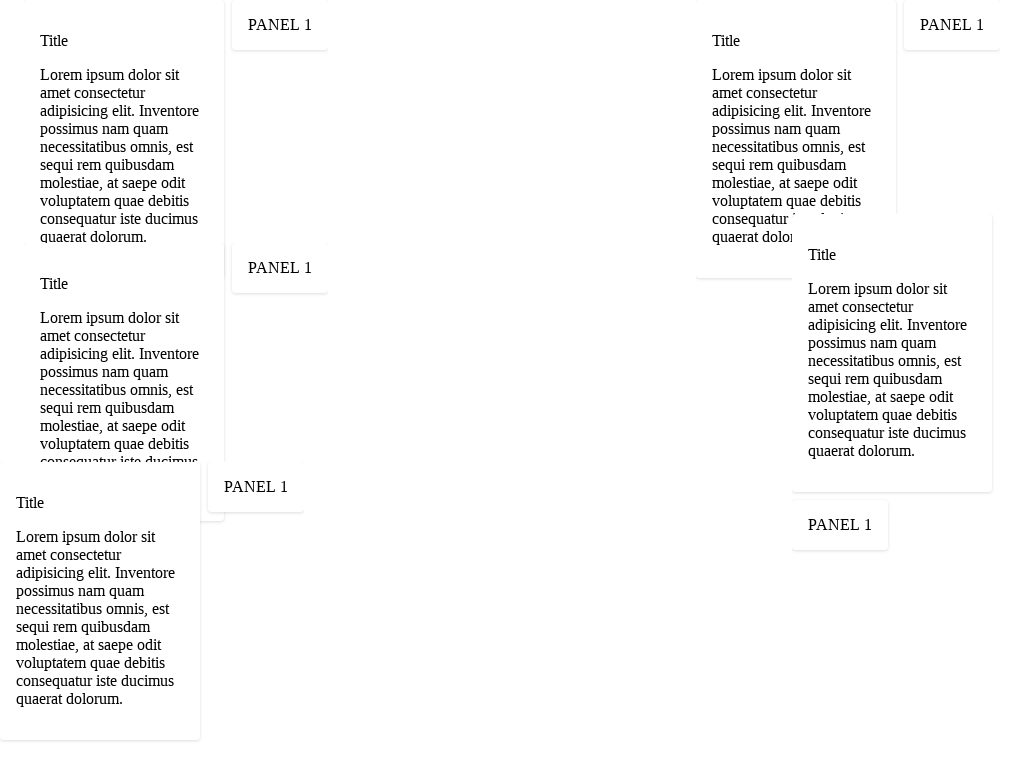 Title
Lorem ipsum dolor sit
amet consectetur
adipisicing elit. Inventore
possimus nam quam
necessitatibus omnis, est
sequi rem quibusdam
molestiae, at saepe odit
voluptatem quae debitis
consequatur iste ducimus
quaerat dolorum.
PANEL 1
Title
Lorem ipsum dolor sit
amet consectetur
adipisicing elit. Inventore
possimus nam quam
necessitatibus omnis, est
sequi rem quibusdam
molestiae, at saepe odit
voluptatem quae debitis
consequatur iste ducimus
PANEL 1
Title
Lorem ipsum dolor sit
amet consectetur
adipisicing elit. Inventore
possimus nam quam
necessitatibus omnis, est
sequi rem quibusdam
molestiae, at saepe odit
voluptatem quae debitis
consequatur iste ducimus
quaerat dolorum.
PANEL 1
Title
Lorem ipsum dolor sit
amet consectetur
adipisicing elit. Inventore
possimus nam quam
necessitatibus omnis, est
sequi rem quibusdam
molestiae, at saepe odit
voluptatem quae debitis
consequatur
quaerat dolor
PANEL 1
Title
Lorem ipsum dolor sit
amet consectetur
adipisicing elit. Inventore
possimus nam quam
necessitatibus omnis, est
sequi rem quibusdam
molestiae, at saepe odit
voluptatem quae debitis
consequatur iste ducimus
quaerat dolorum.
PANEL 1